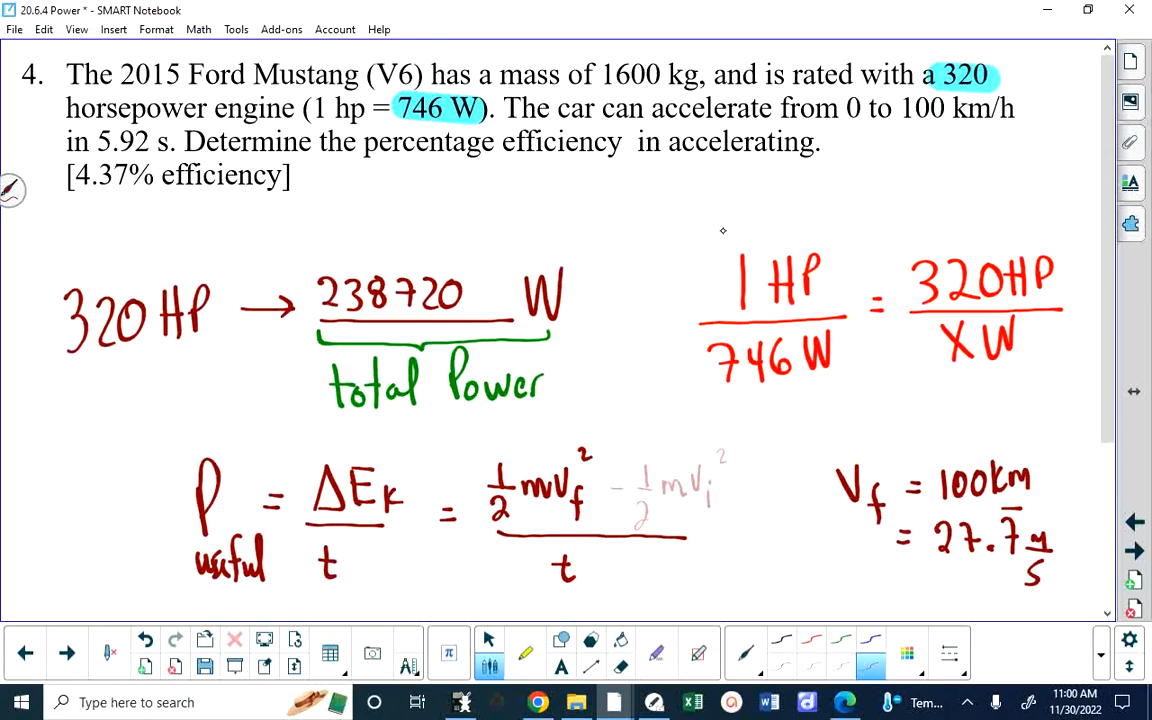 20.6.4 Power * - SMART Notebook
File Edit View Insert Format Math Tools Add-ons Account Help
4. The 2015 Ford Mustang (V6) has a mass of 1600 kg, and is rated with a 320
horsepower engine (1 hp = 746 W). The car can accelerate from 0 to 100 km/h
in 5.92 s. Determine the percentage efficiency in accelerating.
[4.37% efficiency]
1 HP / 746 W = 320 HP / X W
320 HP → 238720 W
total Power
P useful = ΔEk / t = (½mvf² - ½mvi²) / t
Vf = 100km
= 27.7 m/s
Type here to search
Tem...
11:00 AM
11/30/2022